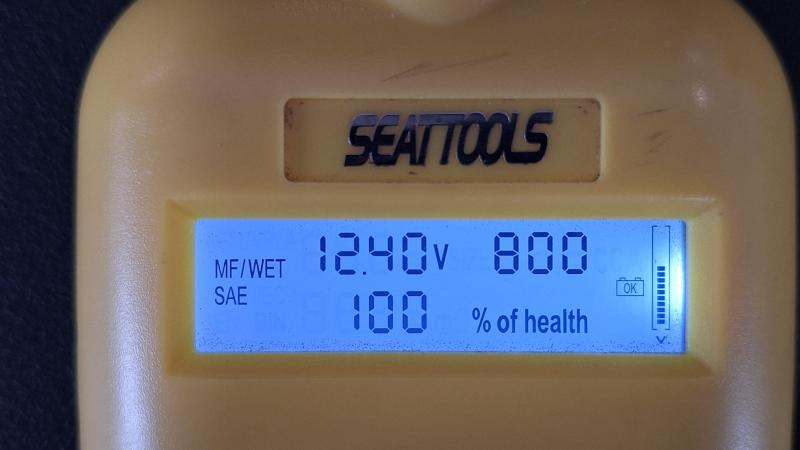 SEATTOOLS
MF/WET 12.40V 800
SAE 100 % of health
OK